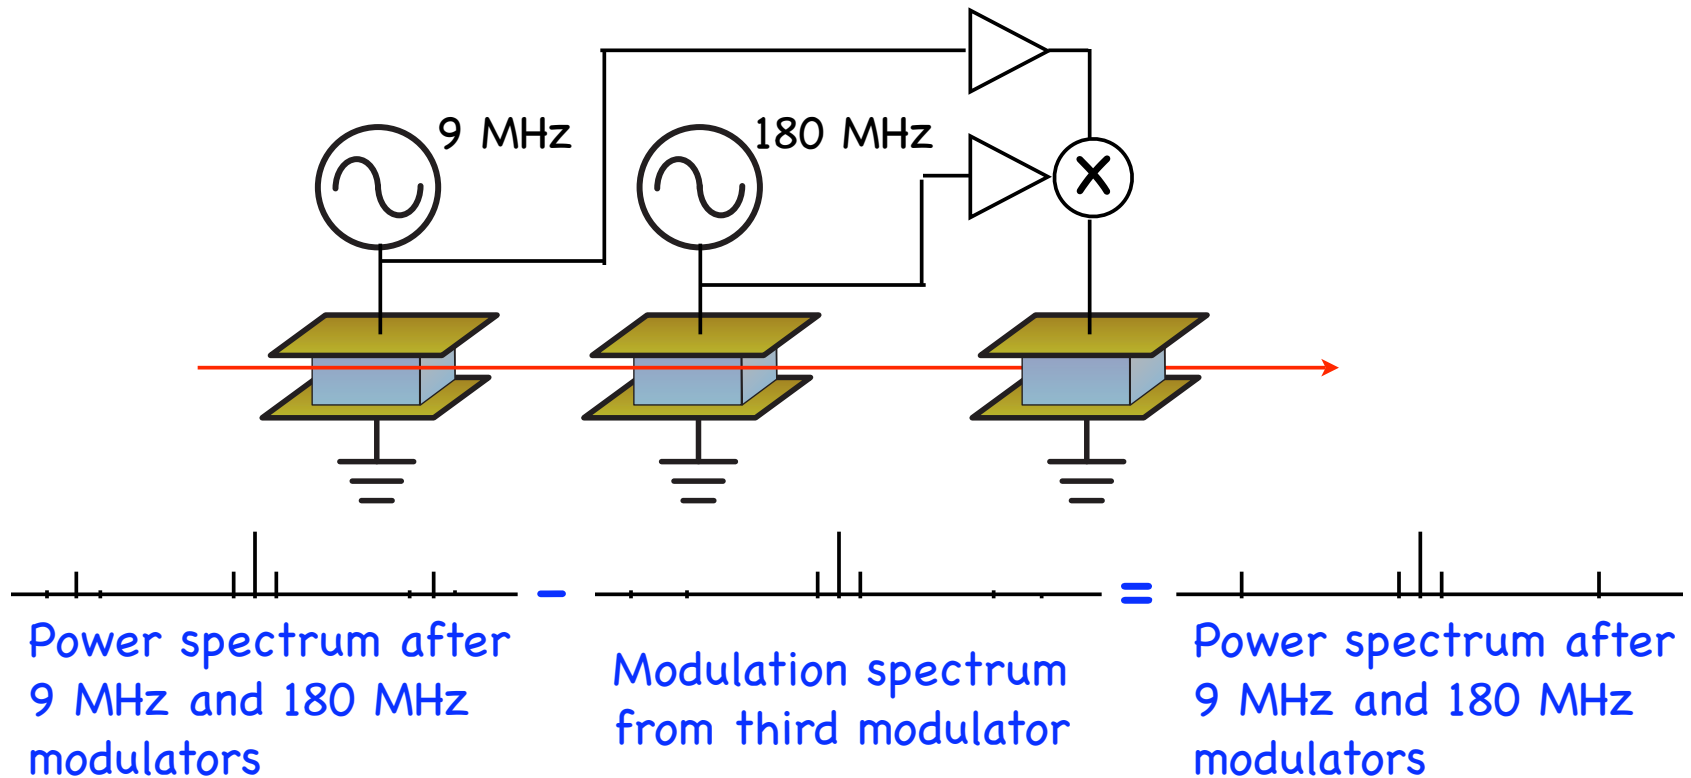 9 MHz
180 MHz
X
-
=
Power spectrum after
9 MHz and 180 MHz
modulators
Modulation spectrum
from third modulator
Power spectrum after
9 MHz and 180 MHz
modulators